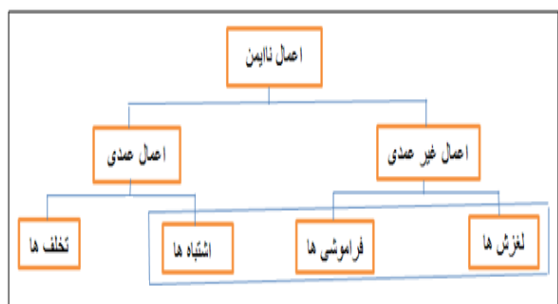 اعمال ناایمن
اعمال غیر عمدی
اعمال عمدی
لغزش ها
فراموشی ها
اشتباه ها
تخلف ها